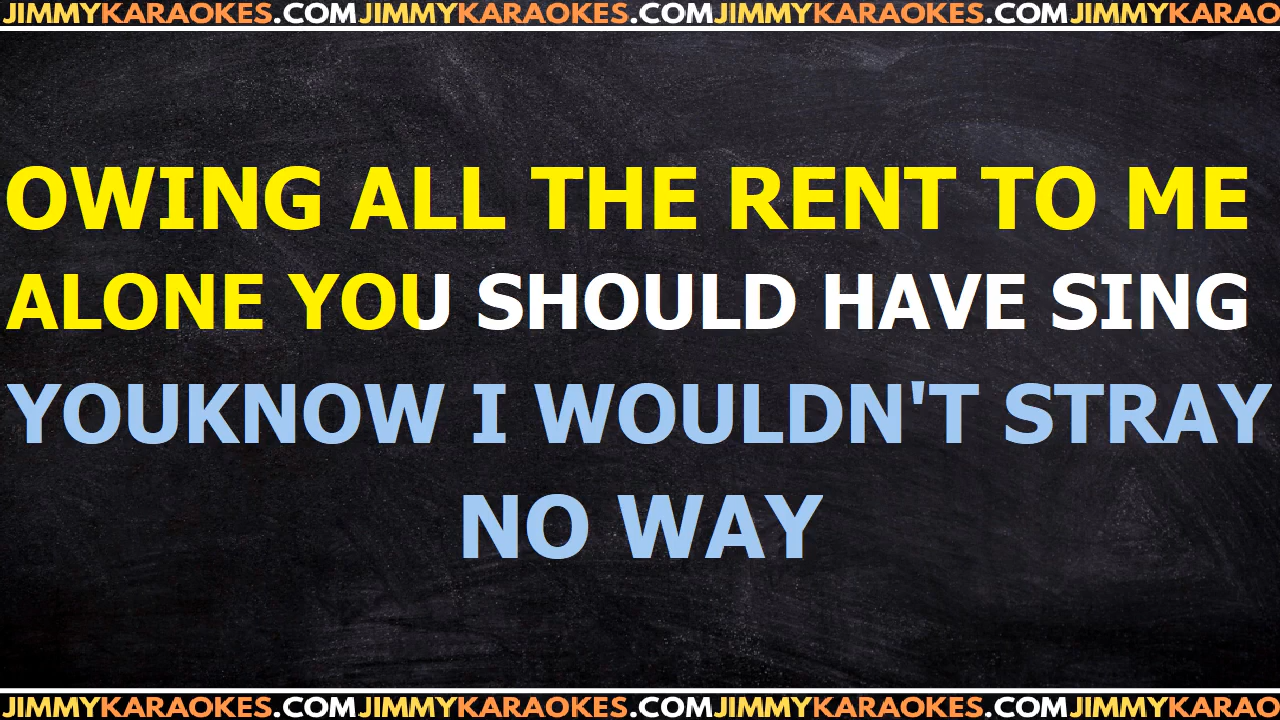 JIMMYKARAOKES.COMJIMMYKARAOKES.COMJIMMYKARAOKES.COMJIMMYKARAO
OWING ALL THE RENT TO ME
ALONE YOU SHOULD HAVE SING
YOUKNOW I WOULDN'T STRAY
NO WAY
JIMMYKARAOKES.COMJIMMYKARAOKES.COMJIMMYKARAOKES.COMJIMMYKARAO